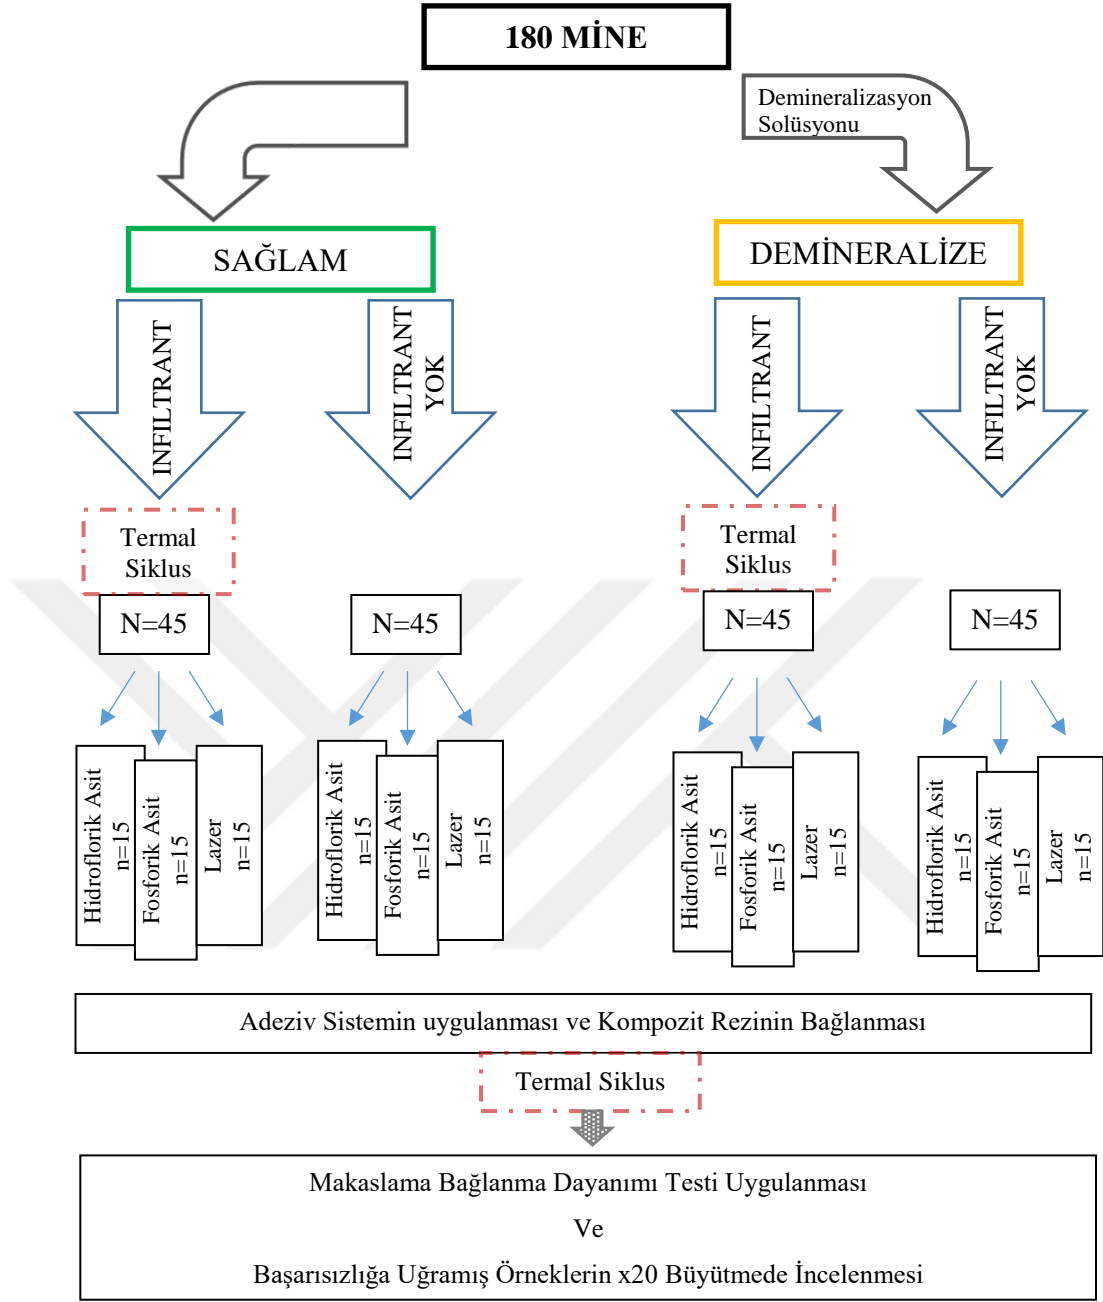 180 MİNE
Demineralizasyon
Solüsyonu
SAĞLAM
DEMİNERALİZE
INFILTRANT
INFILTRANT
YOK
INFILTRANT
INFILTRANT
YOK
Termal
Siklus
Termal
Siklus
N=45
N=45
N=45
N=45
Hidroflorik Asit
n=15
Fosforik Asit
n=15
Lazer
n=15
Hidroflorik Asit
n=15
Fosforik Asit
n=15
Lazer
n=15
Hidroflorik Asit
n=15
Fosforik Asit
n=15
Lazer
n=15
Hidroflorik Asit
n=15
Fosforik Asit
n=15
Lazer
n=15
Adeziv Sistemin uygulanması ve Kompozit Rezinin Bağlanması
Termal Siklus
Makaslama Bağlanma Dayanımı Testi Uygulanması
Ve
Başarısızlığa Uğramış Örneklerin x20 Büyütmede İncelenmesi